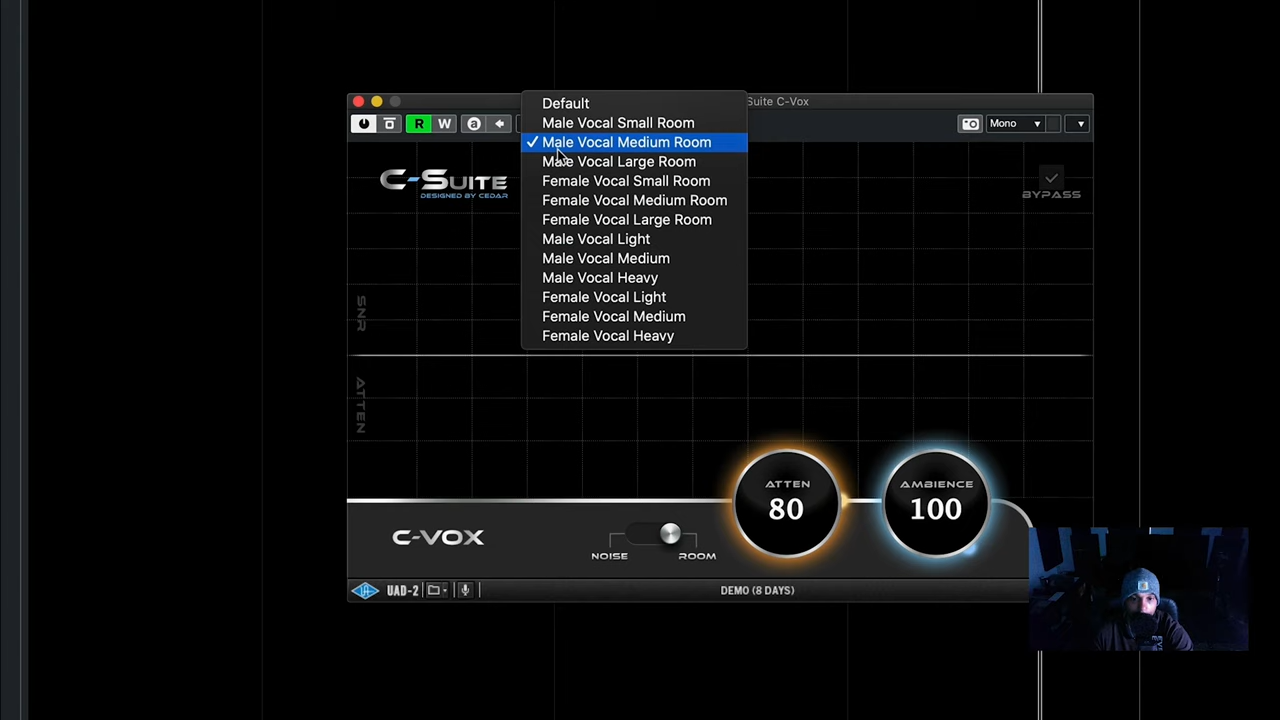 Default
Male Vocal Small Room
✓ Male Vocal Medium Room
Male Vocal Large Room
Female Vocal Small Room
Female Vocal Medium Room
Female Vocal Large Room
Male Vocal Light
Male Vocal Medium
Male Vocal Heavy
Female Vocal Light
Female Vocal Medium
Female Vocal Heavy
Suite C-Vox
R W a Mono
C-SUITE
DESIGNED BY CEDAR
BYPASS
SNR
ATTEN
ATTEN
80
AMBIENCE
100
C-VOX
NOISE ROOM
UAD-2
DEMO (8 DAYS)